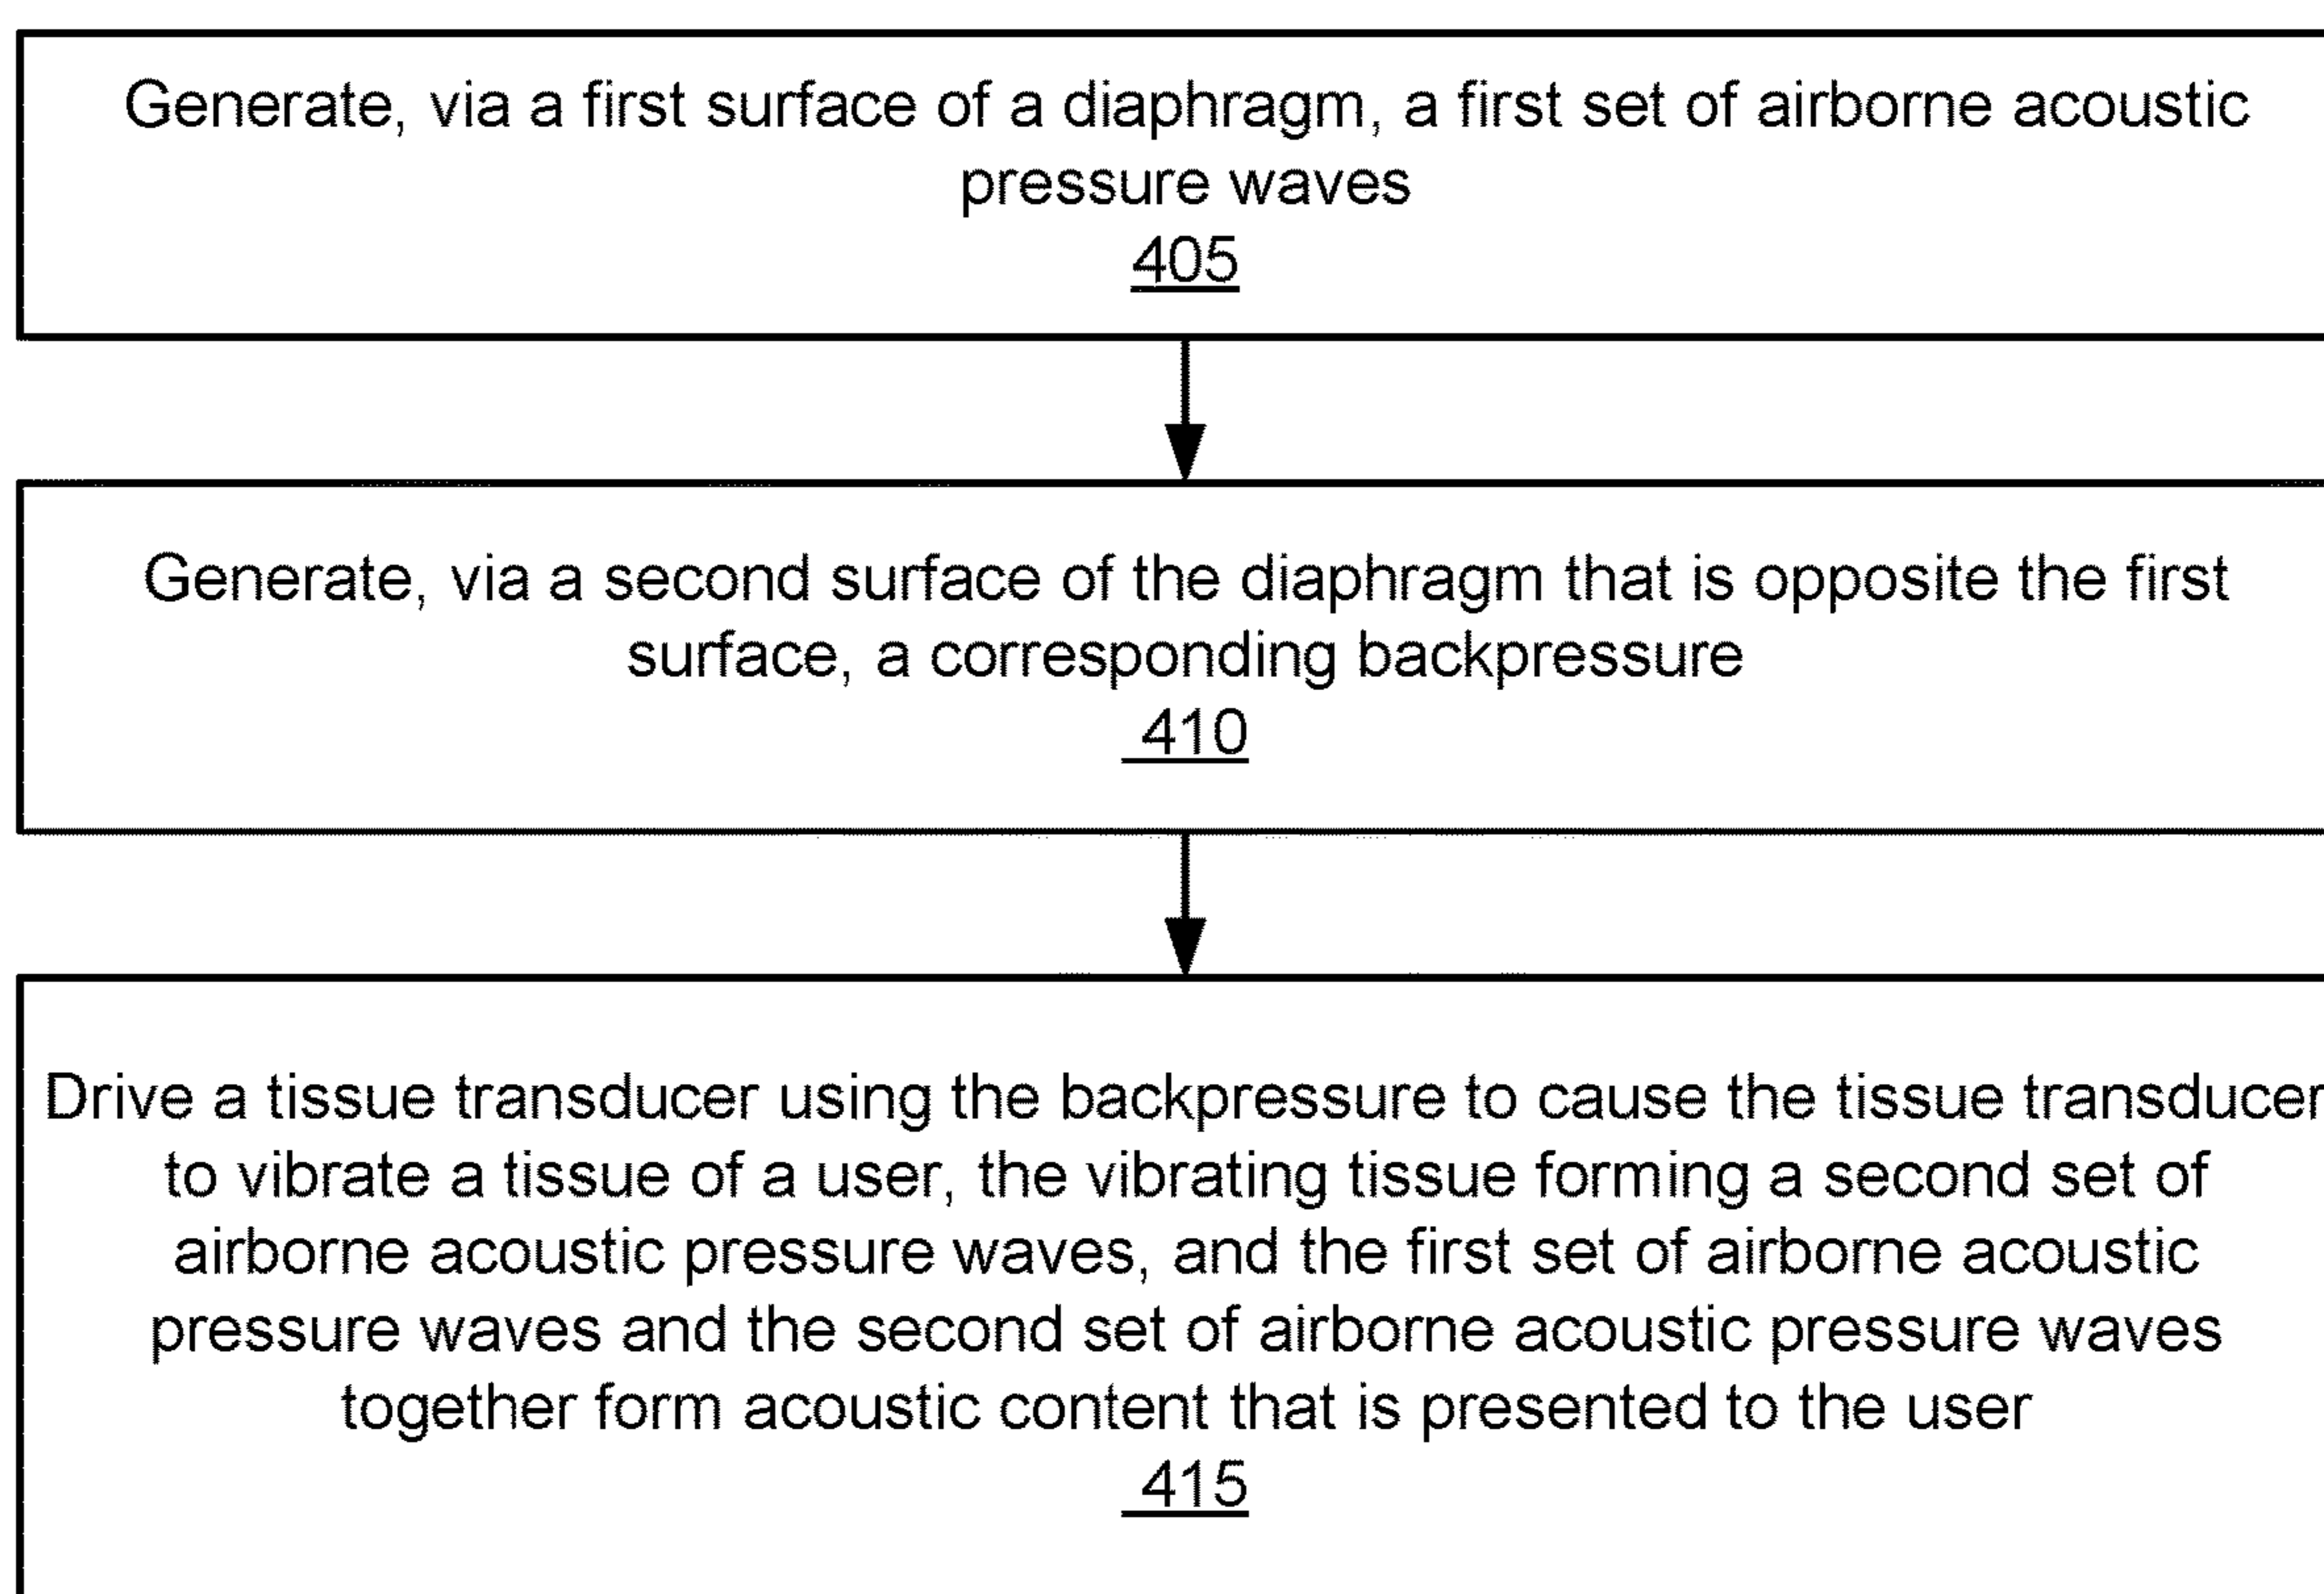 Generate, via a first surface of a diaphragm, a first set of airborne acoustic
pressure waves
405
Generate, via a second surface of the diaphragm that is opposite the first
surface, a corresponding backpressure
410
Drive a tissue transducer using the backpressure to cause the tissue transducer
to vibrate a tissue of a user, the vibrating tissue forming a second set of
airborne acoustic pressure waves, and the first set of airborne acoustic
pressure waves and the second set of airborne acoustic pressure waves
together form acoustic content that is presented to the user
415